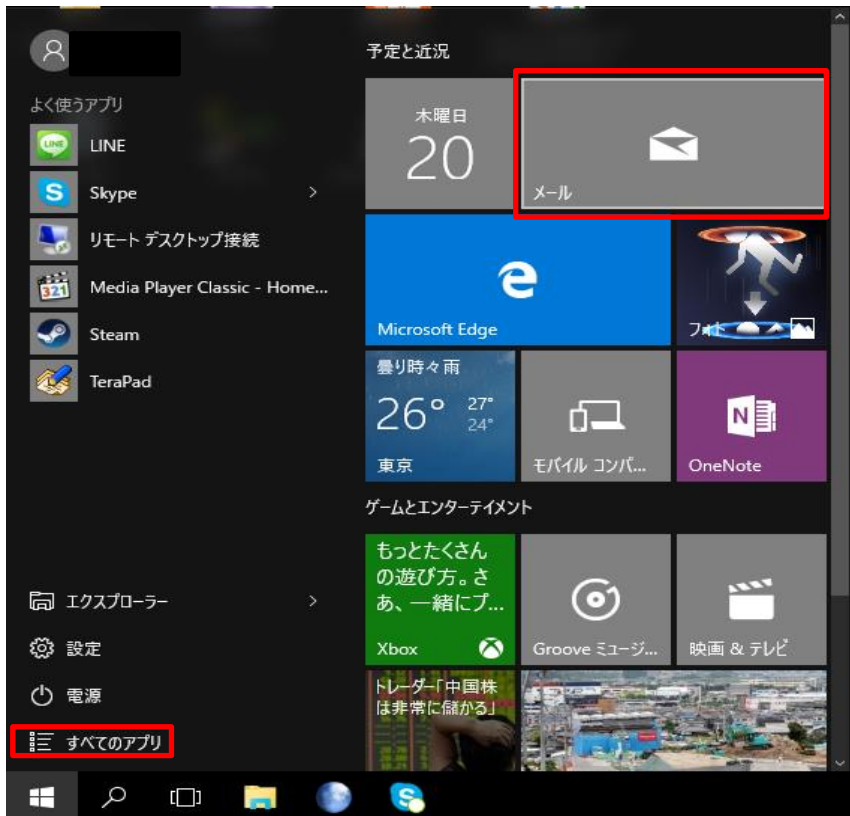 予定と近況
よく使うアプリ
LINE
Skype
リモート デスクトップ接続
Media Player Classic - Home...
Steam
TeraPad
エクスプローラー
設定
電源
すべてのアプリ
木曜日
20
メール
Microsoft Edge
フォト
曇り時々雨
26° 27°
24°
東京
モバイル コンパ...
OneNote
ゲームとエンターテイメント
もっとたくさん
の遊び方。さ
あ、一緒にプ...
Xbox
Groove ミュージ...
映画 & テレビ
トレーダー「中国株
は非常に儲かる」